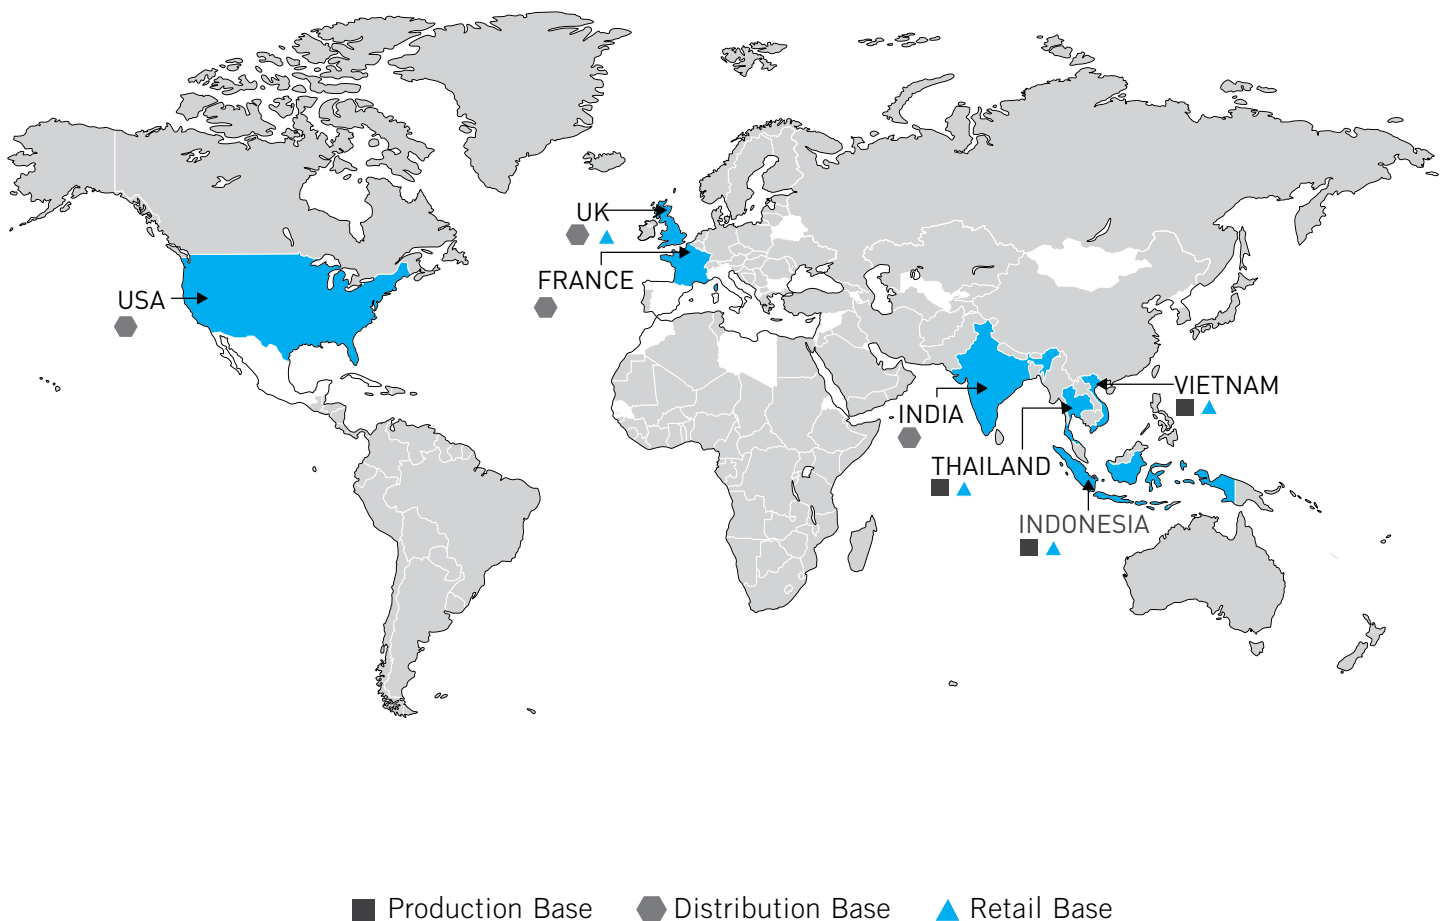 UK
FRANCE
USA
VIETNAM
INDIA
THAILAND
INDONESIA
Production Base
Distribution Base
Retail Base